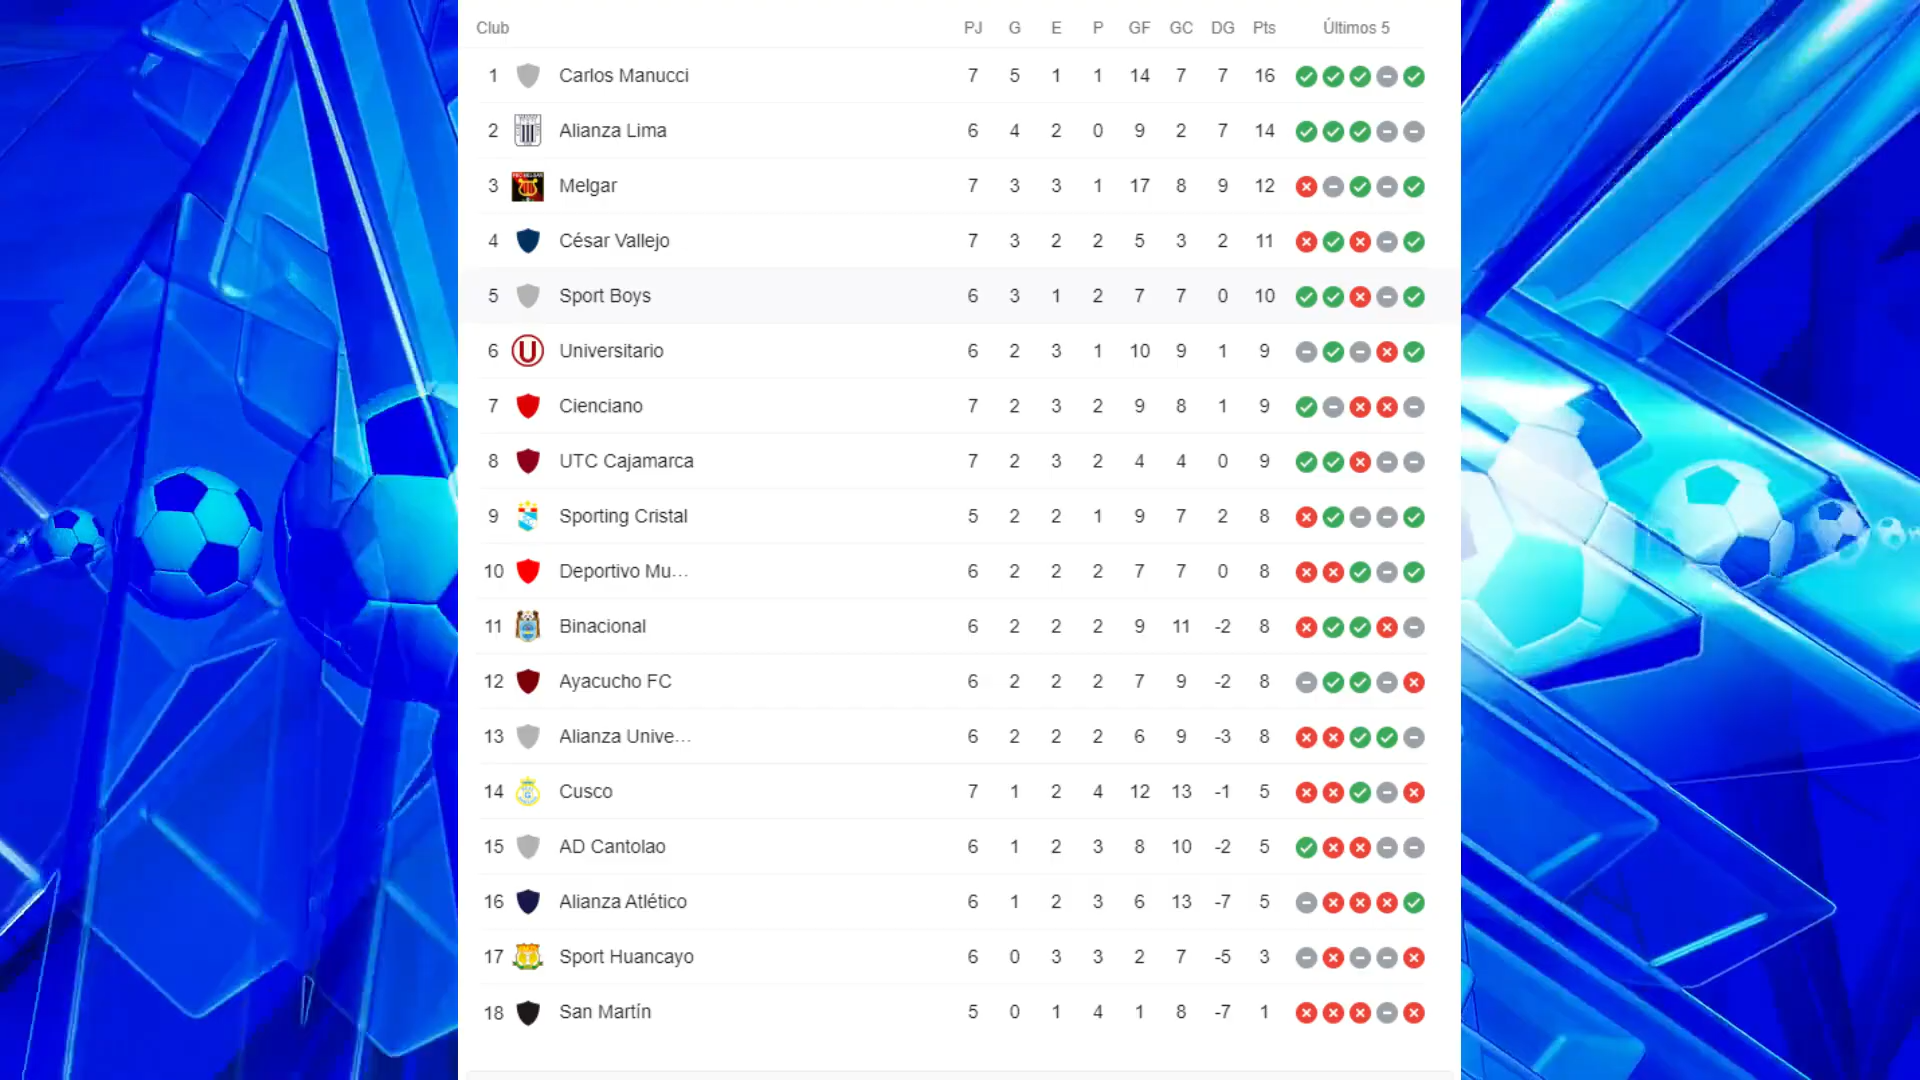 Club PJ G E P GF GC DG Pts Últimos 5
1 Carlos Manucci 7 5 1 1 14 7 7 16
2 Alianza Lima 6 4 2 0 9 2 7 14
3 Melgar 7 3 3 1 17 8 9 12
4 César Vallejo 7 3 2 2 5 3 2 11
5 Sport Boys 6 3 1 2 7 7 0 10
6 Universitario 6 2 3 1 10 9 1 9
7 Cienciano 7 2 3 2 9 8 1 9
8 UTC Cajamarca 7 2 3 2 4 4 0 9
9 Sporting Cristal 5 2 2 1 9 7 2 8
10 Deportivo Mu... 6 2 2 2 7 7 0 8
11 Binacional 6 2 2 2 9 11 -2 8
12 Ayacucho FC 6 2 2 2 7 9 -2 8
13 Alianza Unive... 6 2 2 2 6 9 -3 8
14 Cusco 7 1 2 4 12 13 -1 5
15 AD Cantolao 6 1 2 3 8 10 -2 5
16 Alianza Atlético 6 1 2 3 6 13 -7 5
17 Sport Huancayo 6 0 3 3 2 7 -5 3
18 San Martín 5 0 1 4 1 8 -7 1